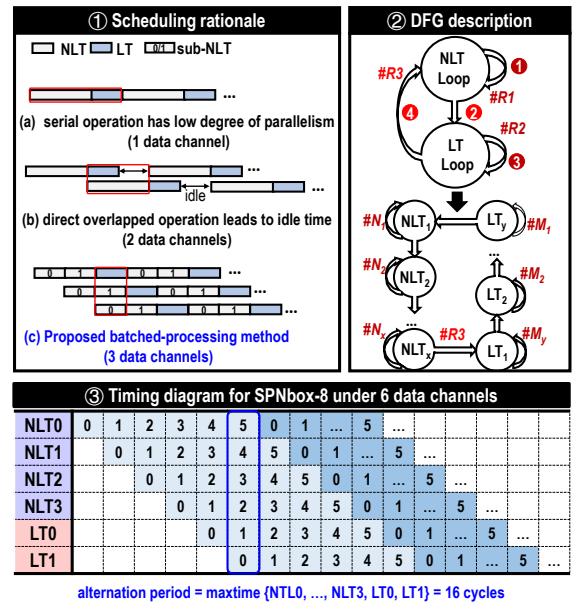 ① Scheduling rationale
NLT LT 0/1 sub-NLT
...
(a) serial operation has low degree of parallelism
(1 data channel)
...
idle
...
(b) direct overlapped operation leads to idle time
(2 data channels)
0 1 0 1 ...
0 1 0 1 ...
0 1 0 1 ...
(c) Proposed batched-processing method
(3 data channels)
② DFG description
NLT Loop
#R3
1
#R1
4
2
#R2
LT Loop
3
#N1 NLT1 LTy #M1
#N2 NLT2 ... #M2
LT2
...
#Nx NLTx #R3 LT1 #My
③ Timing diagram for SPNbox-8 under 6 data channels
NLT0 0 1 2 3 4 5 0 1 ... 5 ...
NLT1 0 1 2 3 4 5 0 1 ... 5 ...
NLT2 0 1 2 3 4 5 0 1 ... 5 ...
NLT3 0 1 2 3 4 5 0 1 ... 5 ...
LT0 0 1 2 3 4 5 0 1 ... 5 ...
LT1 0 1 2 3 4 5 0 1 ... 5 ...
alternation period = maxtime {NTL0, ..., NLT3, LT0, LT1} = 16 cycles